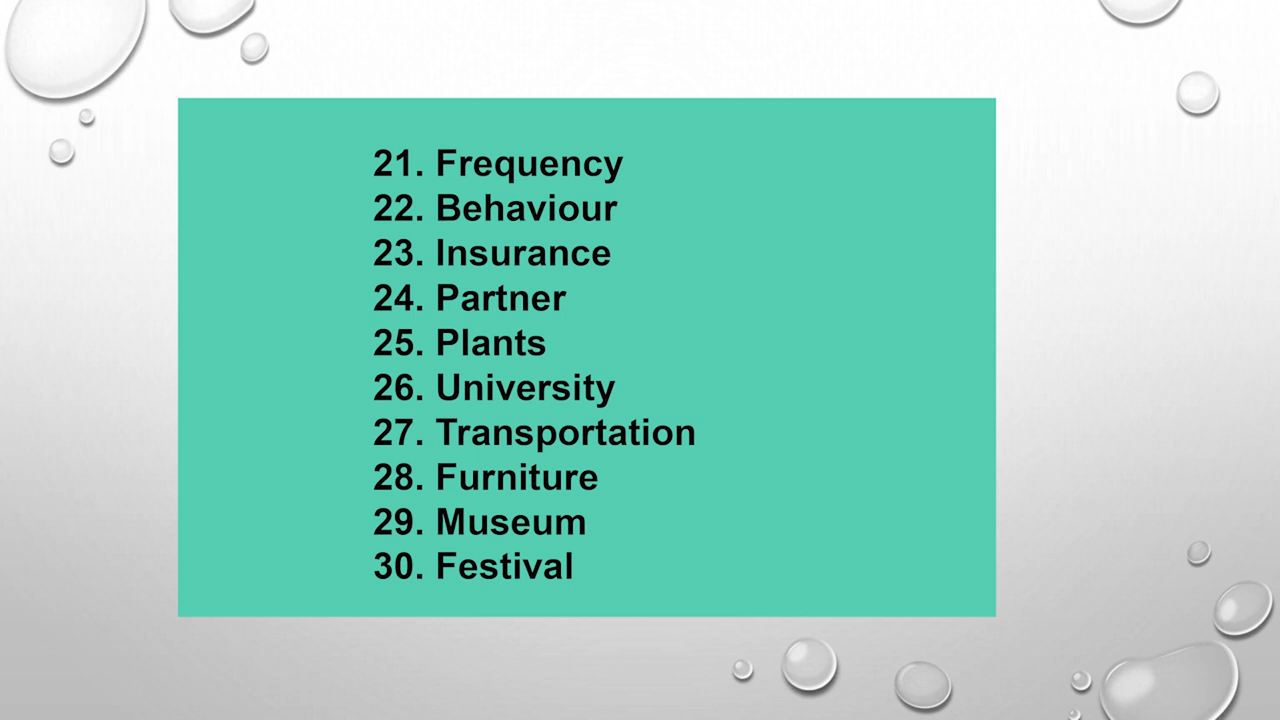 21. Frequency
22. Behaviour
23. Insurance
24. Partner
25. Plants
26. University
27. Transportation
28. Furniture
29. Museum
30. Festival